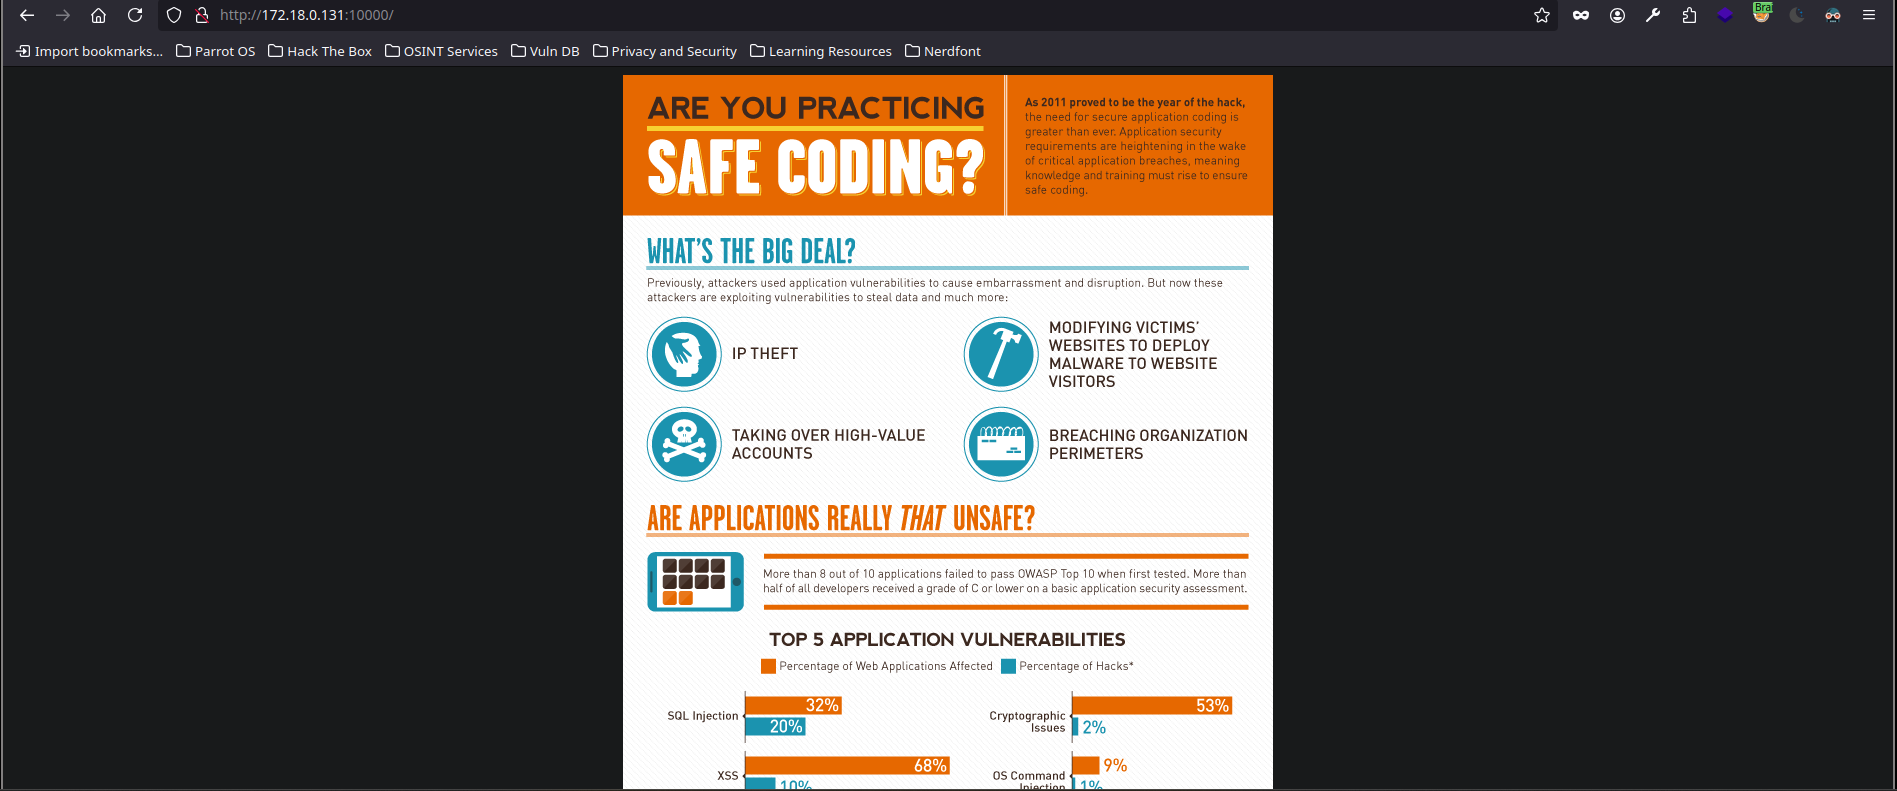 http://172.18.0.131:10000/
Bra
Import bookmarks...
Parrot OS
Hack The Box
OSINT Services
Vuln DB
Privacy and Security
Learning Resources
Nerdfont
ARE YOU PRACTICING
SAFE CODING?
As 2011 proved to be the year of the hack,
the need for secure application coding is
greater than ever. Application security
requirements are heightening in the wake
of critical application breaches, meaning
knowledge and training must rise to ensure
safe coding.
WHAT'S THE BIG DEAL?
Previously, attackers used application vulnerabilities to cause embarrassment and disruption. But now these
attackers are exploiting vulnerabilities to steal data and much more:
IP THEFT
MODIFYING VICTIMS'
WEBSITES TO DEPLOY
MALWARE TO WEBSITE
VISITORS
TAKING OVER HIGH-VALUE
ACCOUNTS
BREACHING ORGANIZATION
PERIMETERS
ARE APPLICATIONS REALLY THAT UNSAFE?
More than 8 out of 10 applications failed to pass OWASP Top 10 when first tested. More than
half of all developers received a grade of C or lower on a basic application security assessment.
TOP 5 APPLICATION VULNERABILITIES
Percentage of Web Applications Affected
Percentage of Hacks*
SQL Injection
32%
20%
Cryptographic
Issues
53%
2%
XSS
68%
10%
OS Command
Injection
9%
1%